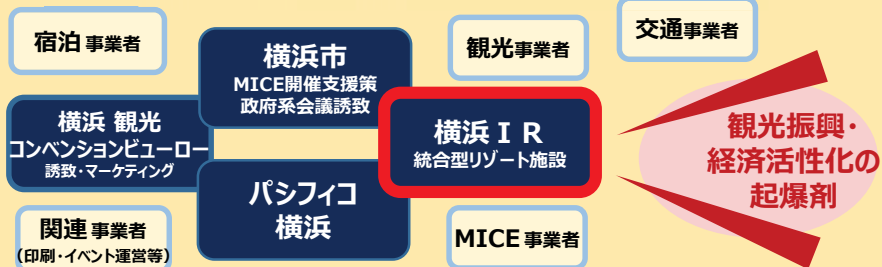 宿泊事業者
横浜市
MICE開催支援策
政府系会議誘致
観光事業者
交通事業者
横浜 観光
コンベンションビューロー
誘致・マーケティング
横浜IR
統合型リゾート施設
観光振興・
経済活性化の
起爆剤
パシフィコ
横浜
関連事業者
（印刷・イベント運営等）
MICE事業者